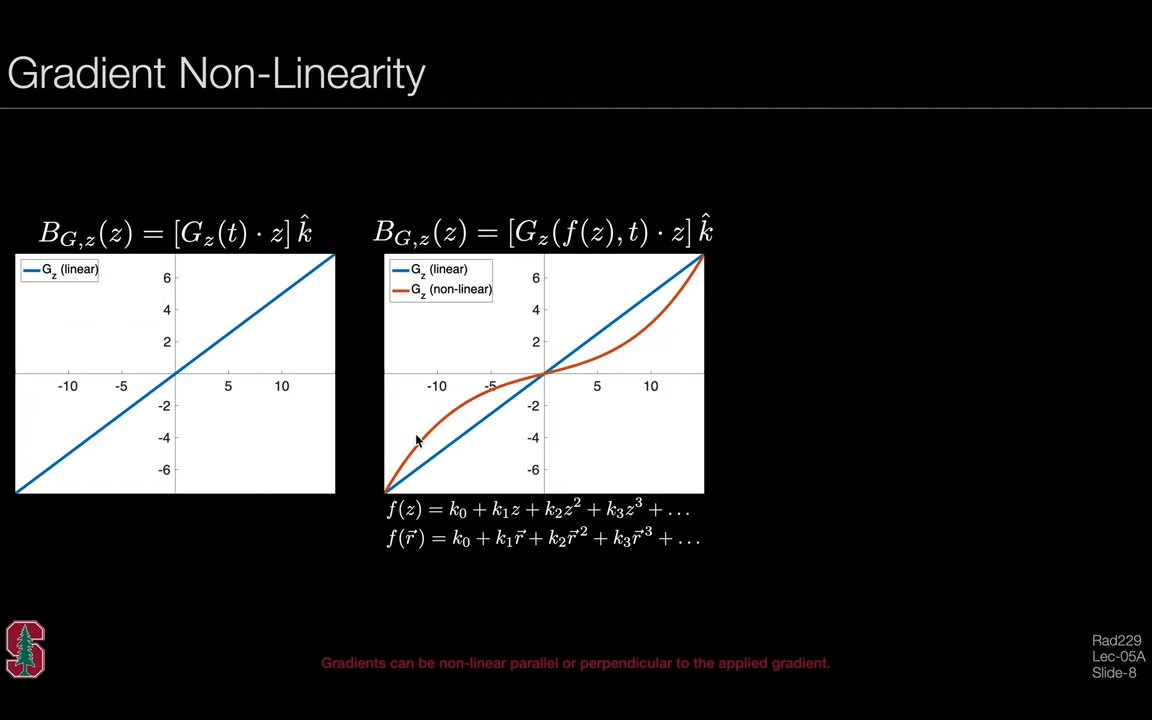 Gradient Non-Linearity
B_{G,z}(z) = [G_z(t) · z] k̂
G_z (linear)
6
4
2
-10 -5 5 10
-2
-4
-6
B_{G,z}(z) = [G_z(f(z), t) · z] k̂
G_z (linear)
G_z (non-linear)
6
4
2
-10 -5 5 10
-2
-4
-6
f(z) = k_0 + k_1z + k_2z^2 + k_3z^3 + ...
f(r⃗) = k_0 + k_1r⃗ + k_2r⃗^2 + k_3r⃗^3 + ...
S
Gradients can be non-linear parallel or perpendicular to the applied gradient.
Rad229
Lec-05A
Slide-8